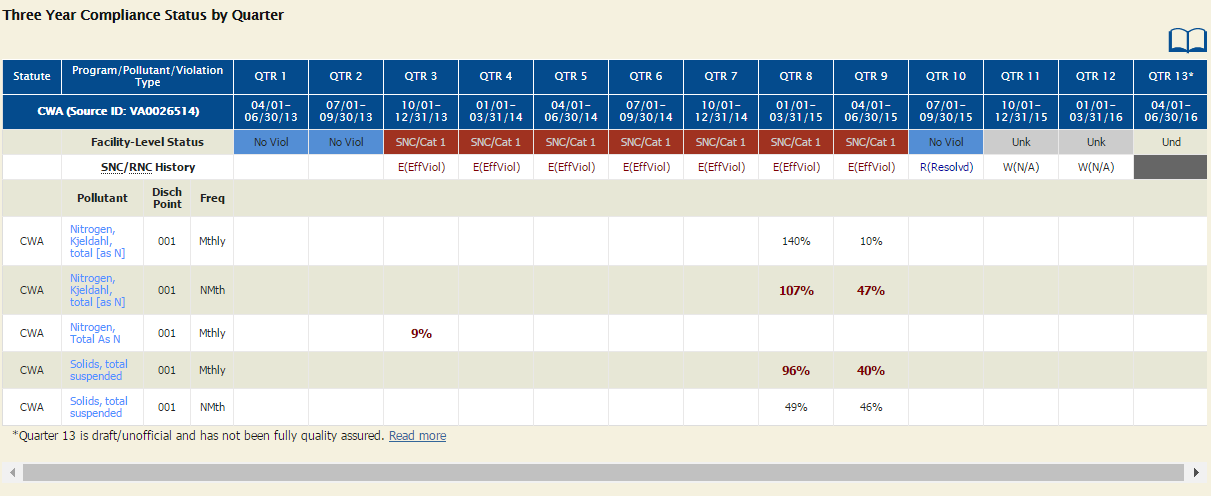 Three Year Compliance Status by Quarter
Statute Program/Pollutant/Violation Type QTR 1 QTR 2 QTR 3 QTR 4 QTR 5 QTR 6 QTR 7 QTR 8 QTR 9 QTR 10 QTR 11 QTR 12 QTR 13*
CWA (Source ID: VA0026514) 04/01-06/30/13 07/01-09/30/13 10/01-12/31/13 01/01-03/31/14 04/01-06/30/14 07/01-09/30/14 10/01-12/31/14 01/01-03/31/15 04/01-06/30/15 07/01-09/30/15 10/01-12/31/15 01/01-03/31/16 04/01-06/30/16
Facility-Level Status No Viol No Viol SNC/Cat 1 SNC/Cat 1 SNC/Cat 1 SNC/Cat 1 SNC/Cat 1 SNC/Cat 1 SNC/Cat 1 No Viol Unk Unk Und
SNC/RNC History E(EffViol) E(EffViol) E(EffViol) E(EffViol) E(EffViol) E(EffViol) E(EffViol) R(Resolvd) W(N/A) W(N/A)
Pollutant Disch Point Freq
CWA Nitrogen, Kjeldahl, total [as N] 001 Mthly 140% 10%
CWA Nitrogen, Kjeldahl, total [as N] 001 NMth 107% 47%
CWA Nitrogen, Total As N 001 Mthly 9%
CWA Solids, total suspended 001 Mthly 96% 40%
CWA Solids, total suspended 001 NMth 49% 46%
*Quarter 13 is draft/unofficial and has not been fully quality assured. Read more